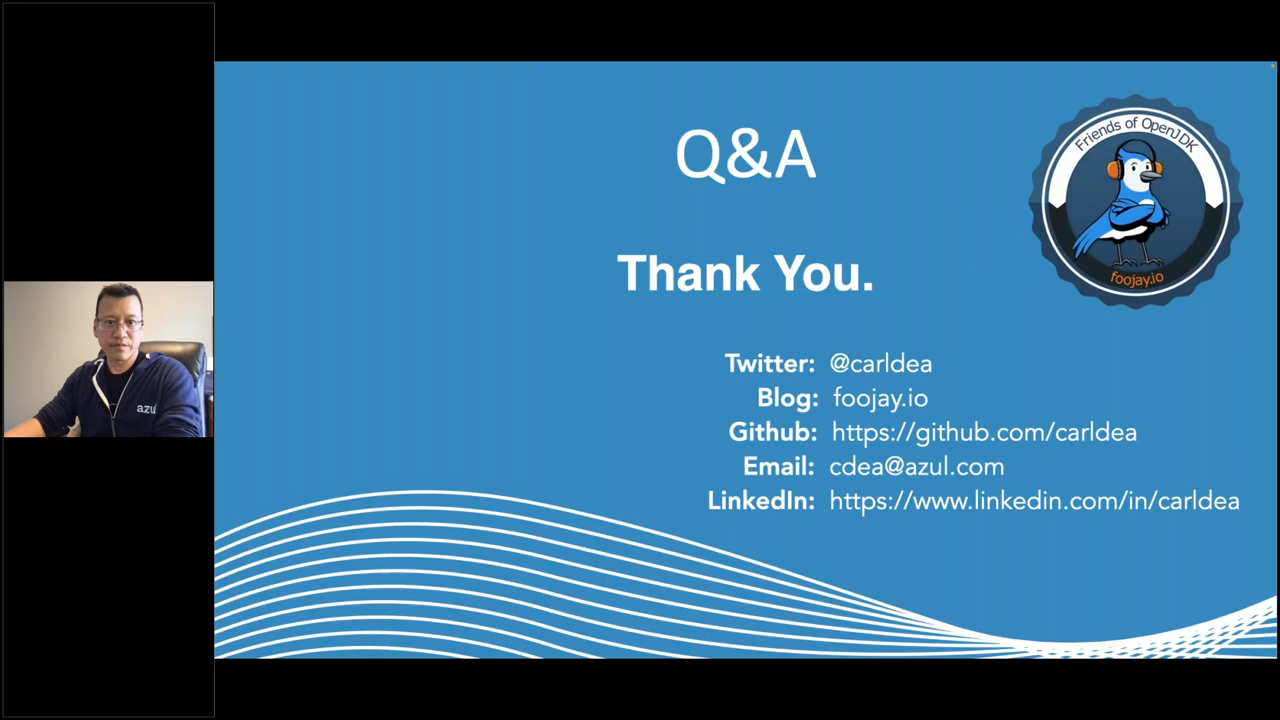 Q&A
Friends of OpenJDK
foojay.io
Thank You.
Twitter: @carldea
Blog: foojay.io
Github: https://github.com/carldea
Email: cdea@azul.com
LinkedIn: https://www.linkedin.com/in/carldea
azul